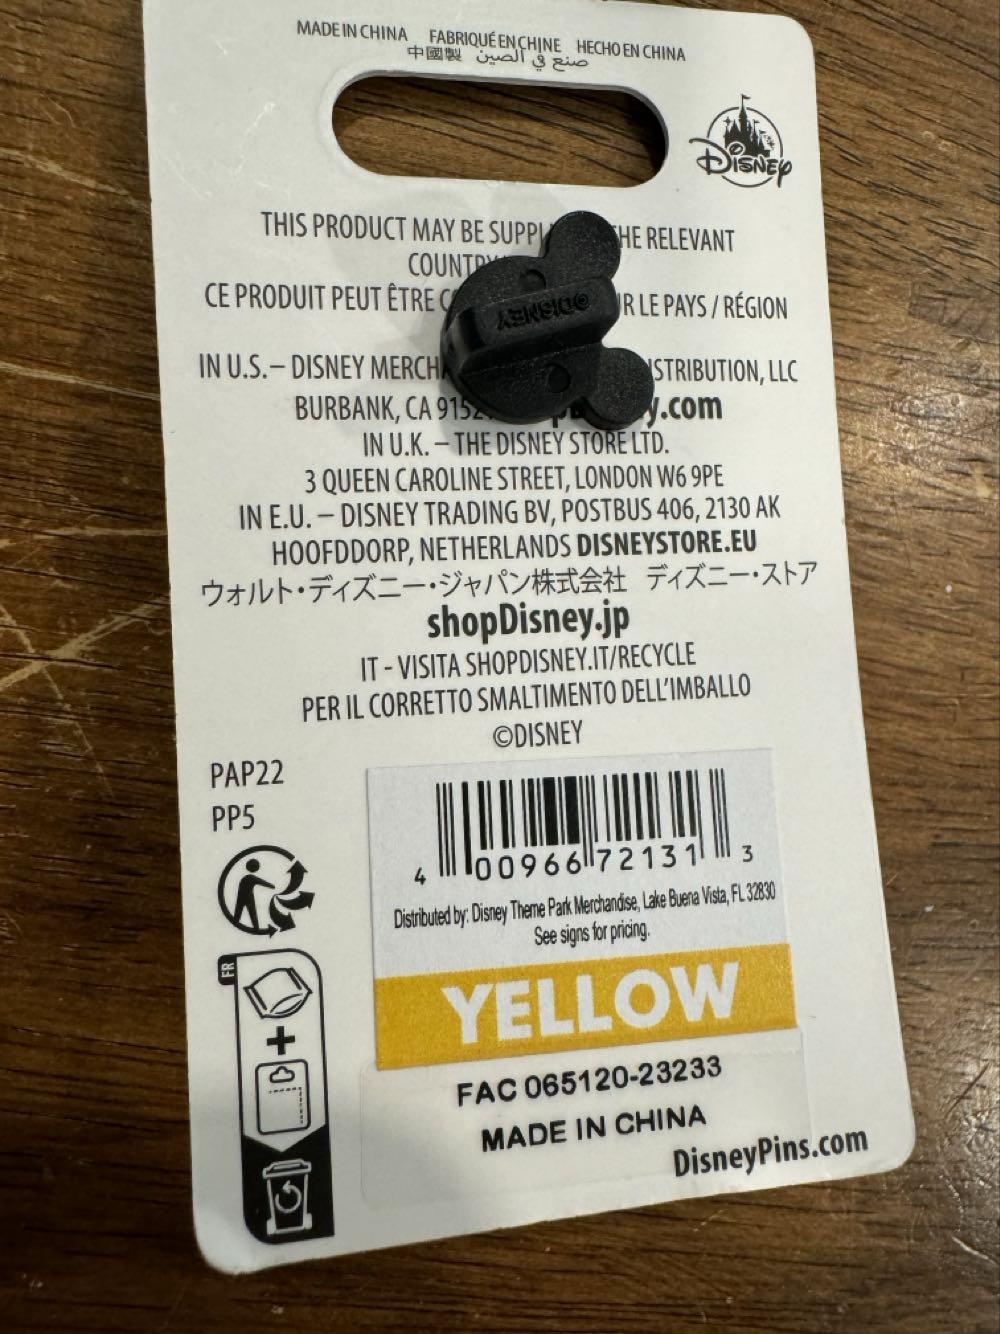 MADE IN CHINA FABRIQUÉ EN CHINE HECHO EN CHINA
中國製 صنع في الصين
Disney
THIS PRODUCT MAY BE HE RELEVANT
CE PRODUIT PEUT ÊTRE LE PAYS / RÉGION
©DISNEY
IN U.S.– DISNEY LLC
BURBANK, CA .com
IN U.K. – THE DISNEY STORE LTD.
3 QUEEN CAROLINE STREET, LONDON W6 9PE
IN E.U. – DISNEY TRADING BV, POSTBUS 406, 2130 AK
HOOFDDORP, NETHERLANDS DISNEYSTORE.EU
ウォルト・ディズニー・ジャパン株式会社 ディズニー・ストア
shopDisney.jp
IT - VISITA SHOPDISNEY.IT/RECYCLE
PER IL CORRETTO SMALTIMENTO DELL'IMBALLO
©DISNEY
PAP22
PP5
4 00966 72131 3
Distributed by: Disney Theme Park Merchandise, Lake Buena Vista, FL 32830
See signs for pricing.
FR
YELLOW
FAC 065120-23233
MADE IN CHINA
DisneyPins.com